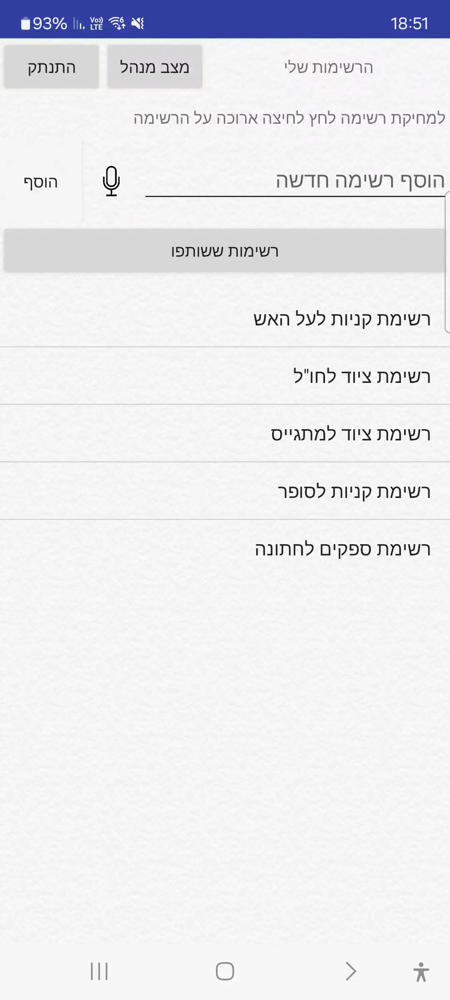 93% Vo)) LTE 6 18:51
הרשימות שלי מצב מנהל התנתק
למחיקת רשימה לחץ לחיצה ארוכה על הרשימה
הוסף רשימה חדשה הוסף
רשימות ששותפו
רשימת קניות לעל האש
רשימת ציוד לחו"ל
רשימת ציוד למתגייס
רשימת קניות לסופר
רשימת ספקים לחתונה